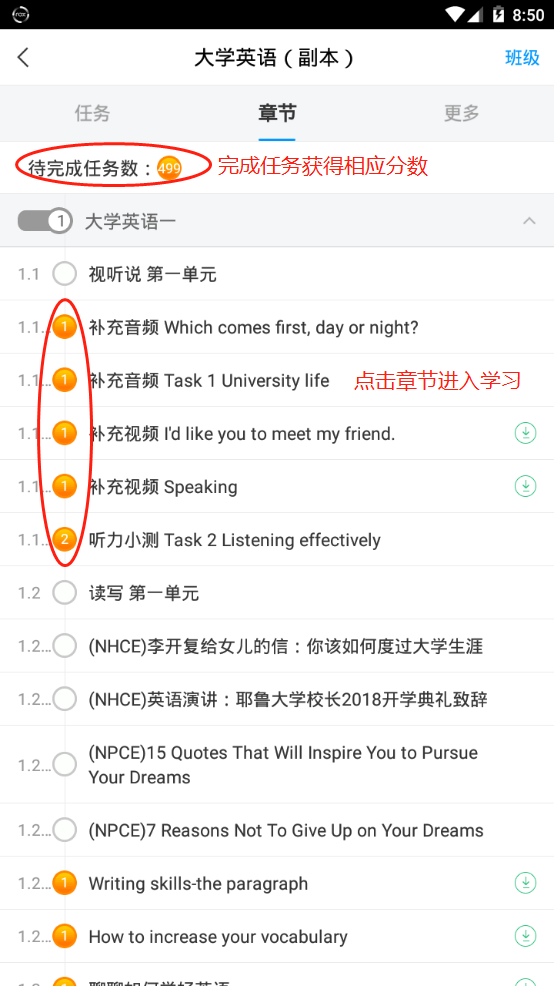 8:50
大学英语（副本）
班级
任务 章节 更多
待完成任务数：499 完成任务获得相应分数
1 大学英语一
1.1 视听说 第一单元
1.1... 1 补充音频 Which comes first, day or night?
1.1... 1 补充音频 Task 1 University life 点击章节进入学习
1.1... 1 补充视频 I'd like you to meet my friend.
1.1... 1 补充视频 Speaking
1.1... 2 听力小测 Task 2 Listening effectively
1.2 读写 第一单元
1.2... (NHCE)李开复给女儿的信：你该如何度过大学生涯
1.2... (NHCE)英语演讲：耶鲁大学校长2018开学典礼致辞
1.2... (NPCE)15 Quotes That Will Inspire You to Pursue
Your Dreams
1.2... (NPCE)7 Reasons Not To Give Up on Your Dreams
1.2... 1 Writing skills-the paragraph
1.2... 1 How to increase your vocabulary